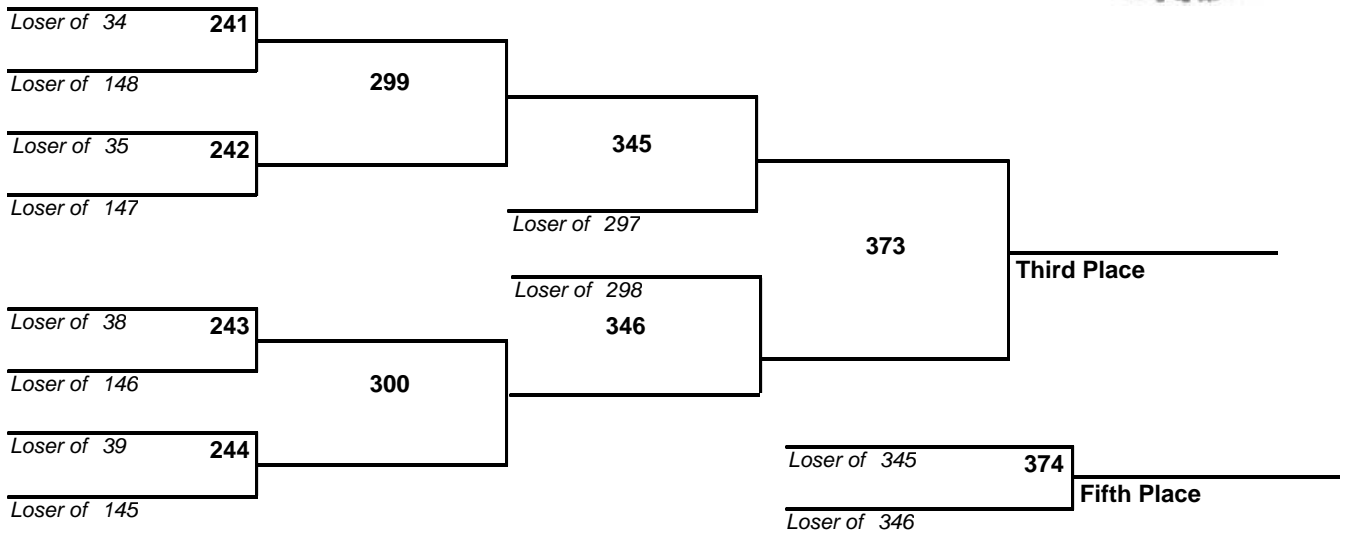 Loser of 34 241
Loser of 148
299
Loser of 35 242
345
Loser of 147
Loser of 297
373
Third Place
Loser of 298
Loser of 38 243
346
Loser of 146
300
Loser of 39 244
Loser of 345 374
Fifth Place
Loser of 145
Loser of 346